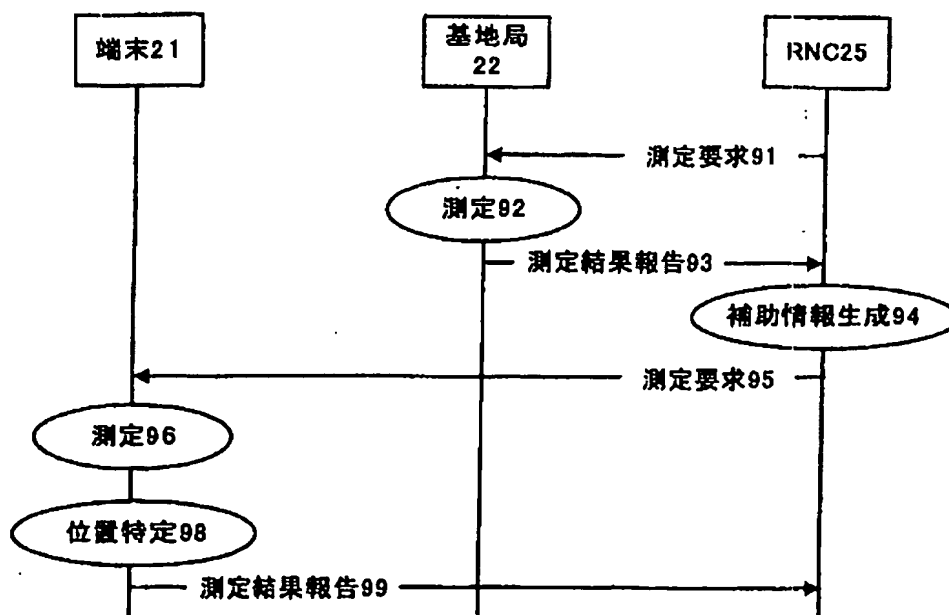 端末21
基地局
22
RNC25
測定要求91
測定92
測定結果報告93
補助情報生成94
測定要求95
測定96
位置特定98
測定結果報告99